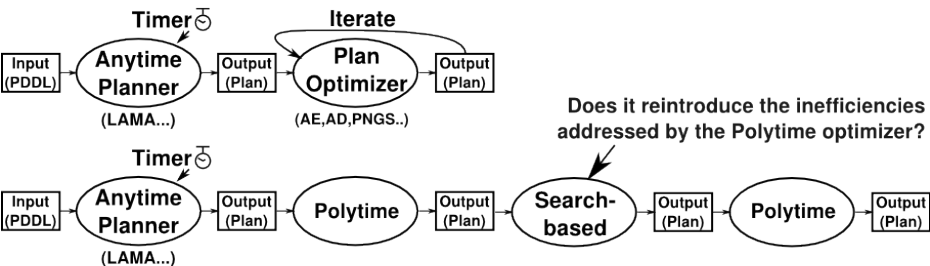 Timer
Iterate
Input
(PDDL)
Anytime
Planner
(LAMA...)
Output
(Plan)
Plan
Optimizer
(AE,AD,PNGS..)
Output
(Plan)
Does it reintroduce the inefficiencies
addressed by the Polytime optimizer?
Timer
Input
(PDDL)
Anytime
Planner
(LAMA...)
Output
(Plan)
Polytime
Output
(Plan)
Search-
based
Output
(Plan)
Polytime
Output
(Plan)